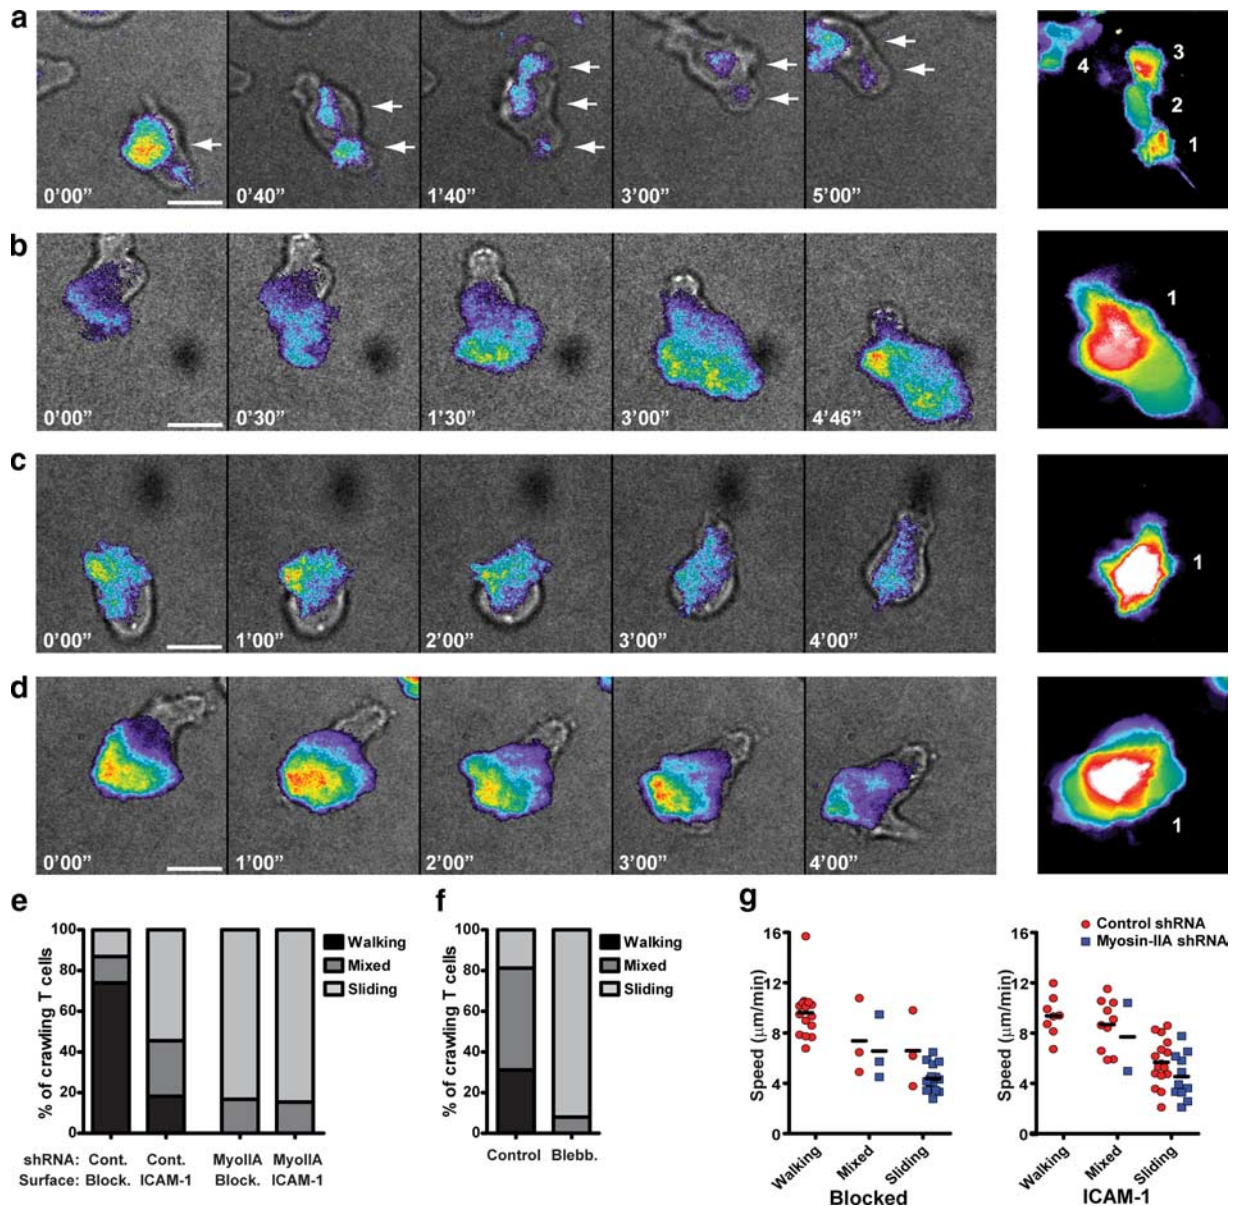 a
0’00”
0’40”
1’40”
3’00”
5’00”
4
3
2
1
b
0’00”
0’30”
1’30”
3’00”
4’46”
1
c
0’00”
1’00”
2’00”
3’00”
4’00”
1
d
0’00”
1’00”
2’00”
3’00”
4’00”
1
e
% of crawling T cells
100
80
60
40
20
0
Walking
Mixed
Sliding
shRNA: Cont. Cont. MyoIIA MyoIIA
Surface: Block. ICAM-1 Block. ICAM-1
f
% of crawling T cells
100
80
60
40
20
0
Walking
Mixed
Sliding
Control Blebb.
g
Speed (μm/min)
16
12
8
4
0
Walking Mixed Sliding
Blocked
Control shRNA
Myosin-IIA shRNA
Speed (μm/min)
16
12
8
4
0
Walking Mixed Sliding
ICAM-1